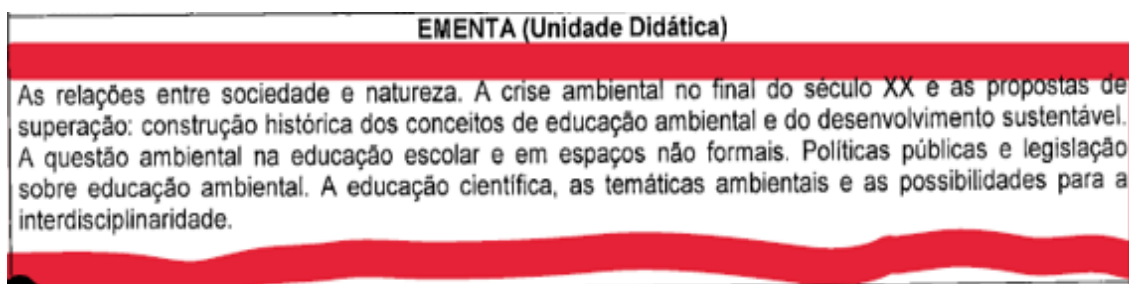 EMENTA (Unidade Didática)
As relações entre sociedade e natureza. A crise ambiental no final do século XX e as propostas de
superação: construção histórica dos conceitos de educação ambiental e do desenvolvimento sustentável.
A questão ambiental na educação escolar e em espaços não formais. Políticas públicas e legislação
sobre educação ambiental. A educação científica, as temáticas ambientais e as possibilidades para a
interdisciplinaridade.